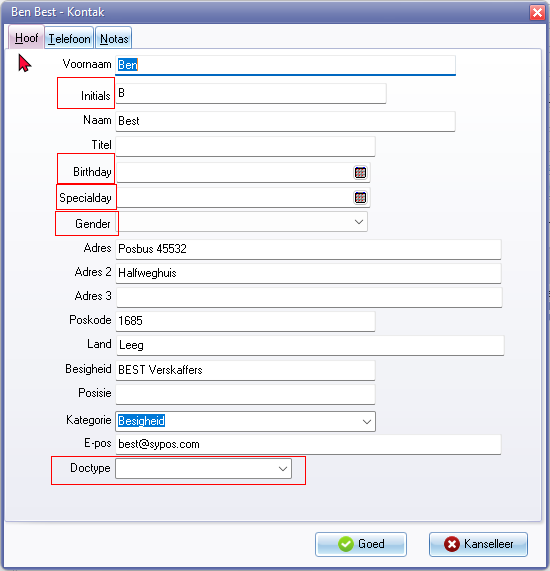 Ben Best - Kontak
Hoof Telefoon Notas
Voornaam Ben
Initials B
Naam Best
Titel
Birthday
Specialday
Gender
Adres Posbus 45532
Adres 2 Halfweghuis
Adres 3
Poskode 1685
Land Leeg
Besigheid BEST Verskaffers
Posisie
Kategorie Besigheid
E-pos best@sypos.com
Doctype
Goed Kanselleer